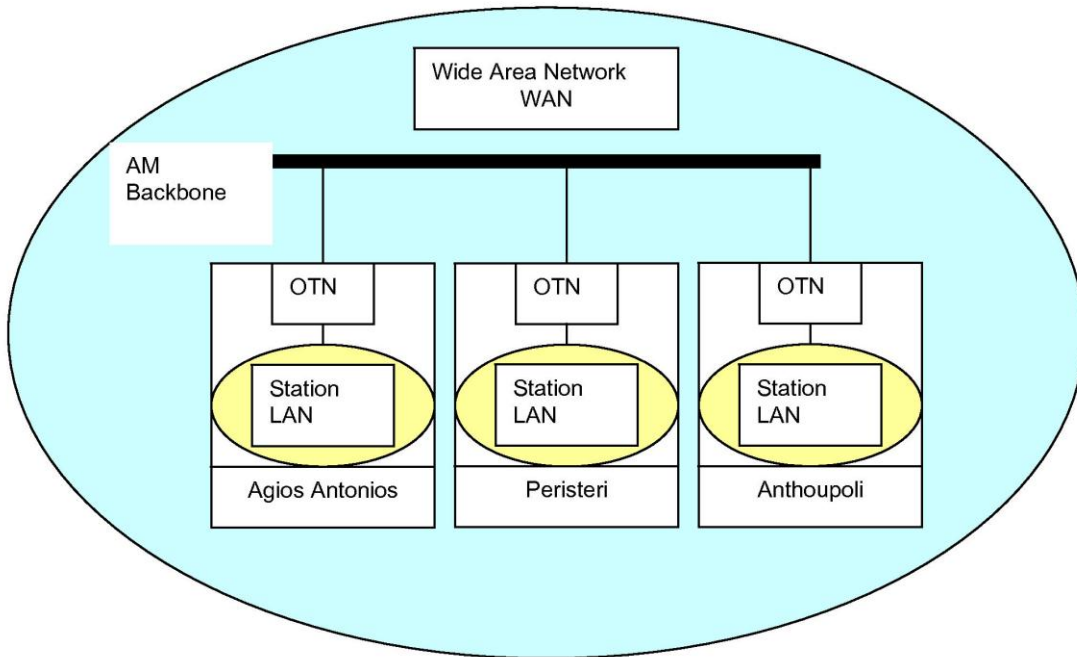 Wide Area Network
WAN
AM
Backbone
OTN
OTN
OTN
Station
LAN
Station
LAN
Station
LAN
Agios Antonios
Peristeri
Anthoupoli